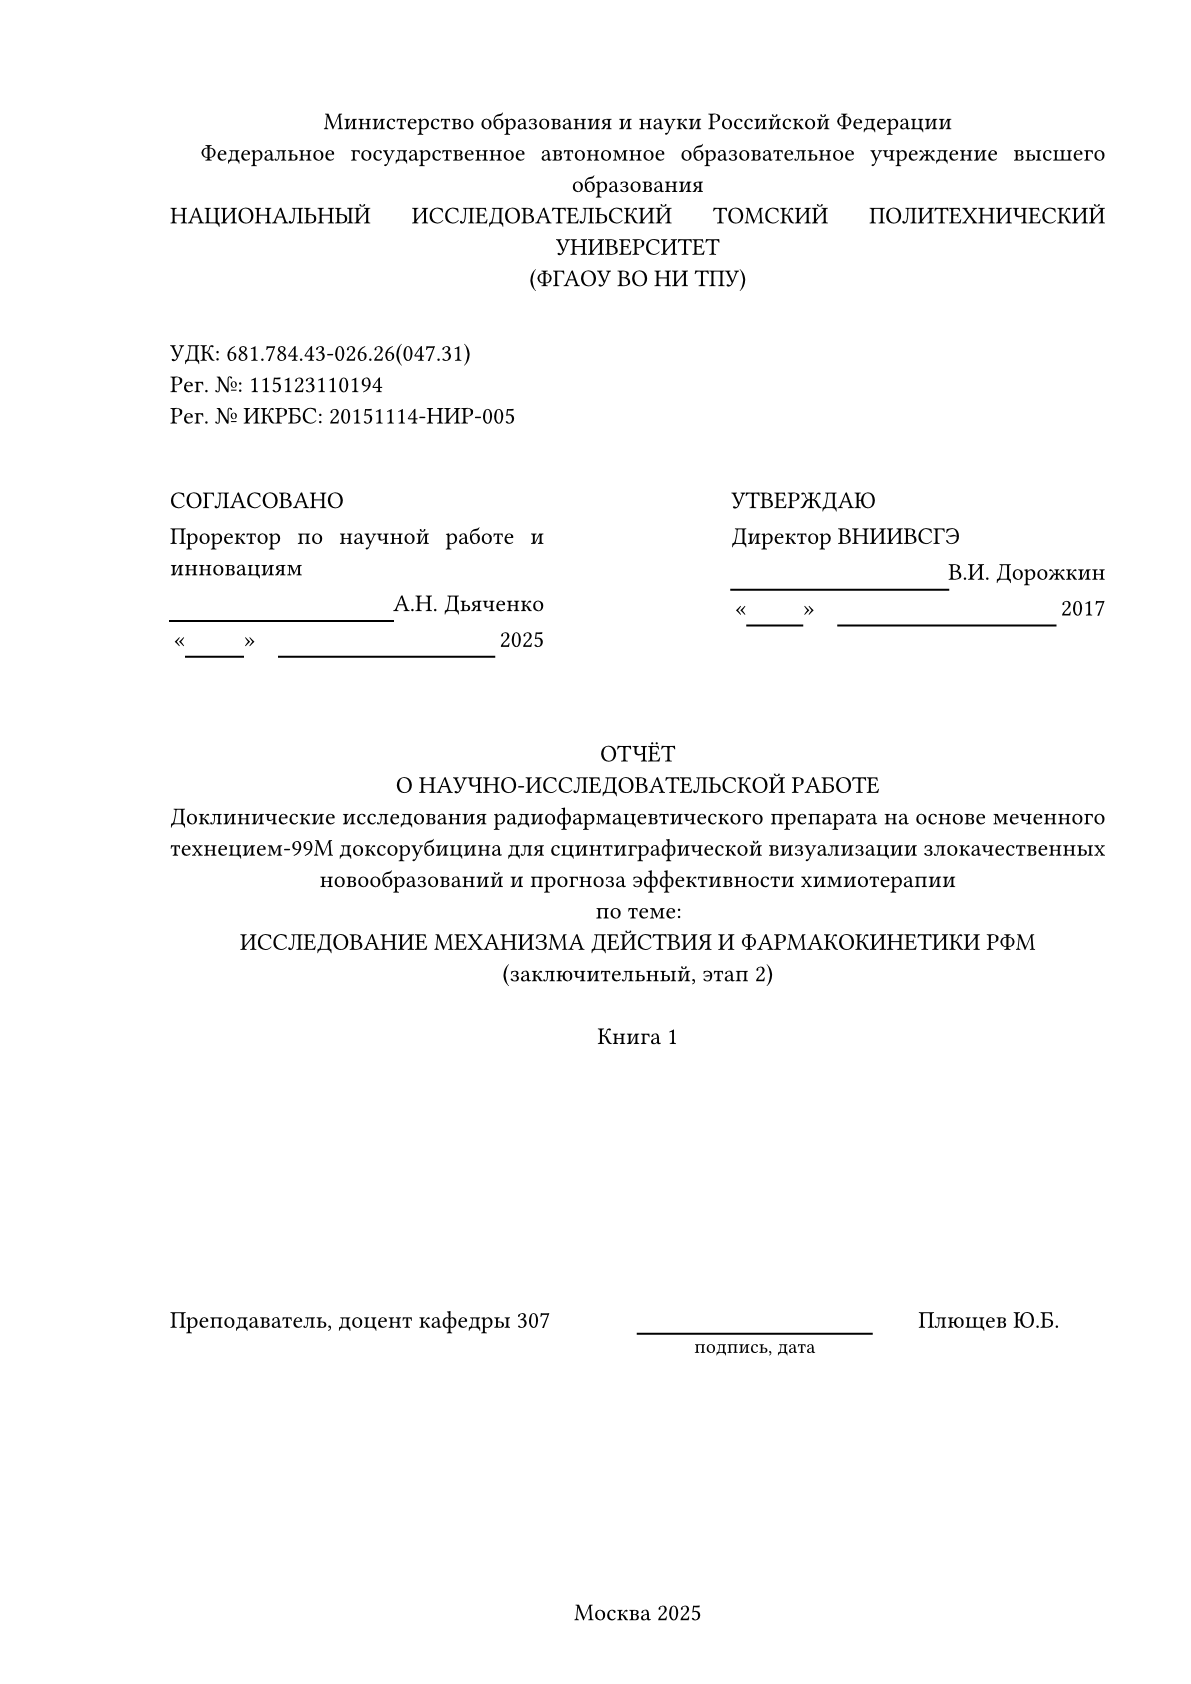 Министерство образования и науки Российской Федерации
Федеральное государственное автономное образовательное учреждение высшего
образования
НАЦИОНАЛЬНЫЙ ИССЛЕДОВАТЕЛЬСКИЙ ТОМСКИЙ ПОЛИТЕХНИЧЕСКИЙ
УНИВЕРСИТЕТ
(ФГАОУ ВО НИ ТПУ)
УДК: 681.784.43-026.26(047.31)
Рег. №: 115123110194
Рег. № ИКРБС: 20151114-НИР-005
СОГЛАСОВАНО
Проректор по научной работе и
инновациям
А.Н. Дьяченко
« » 2025
УТВЕРЖДАЮ
Директор ВНИИВСГЭ
В.И. Дорожкин
« » 2017
ОТЧЁТ
О НАУЧНО-ИССЛЕДОВАТЕЛЬСКОЙ РАБОТЕ
Доклинические исследования радиофармацевтического препарата на основе меченного
технецием-99М доксорубицина для сцинтиграфической визуализации злокачественных
новообразований и прогноза эффективности химиотерапии
по теме:
ИССЛЕДОВАНИЕ МЕХАНИЗМА ДЕЙСТВИЯ И ФАРМАКОКИНЕТИКИ РФМ
(заключительный, этап 2)
Книга 1
Преподаватель, доцент кафедры 307
подпись, дата
Плющев Ю.Б.
Москва 2025